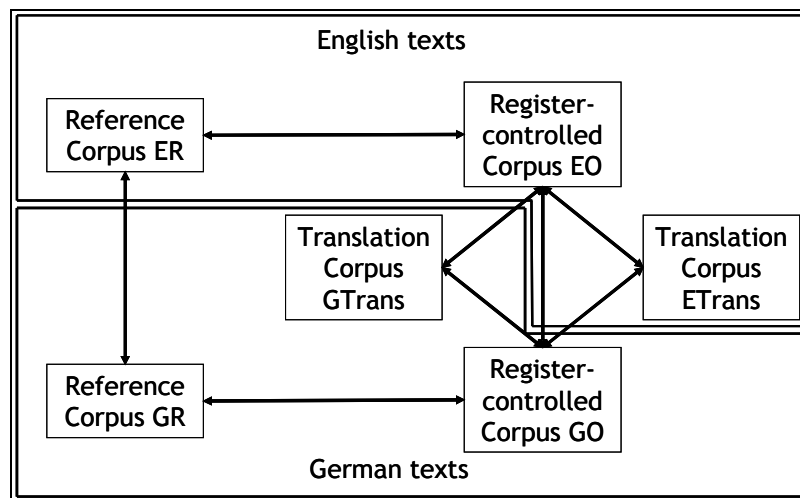 English texts
Reference
Corpus ER
Register-
controlled
Corpus EO
Translation
Corpus
GTrans
Translation
Corpus
ETrans
Reference
Corpus GR
Register-
controlled
Corpus GO
German texts